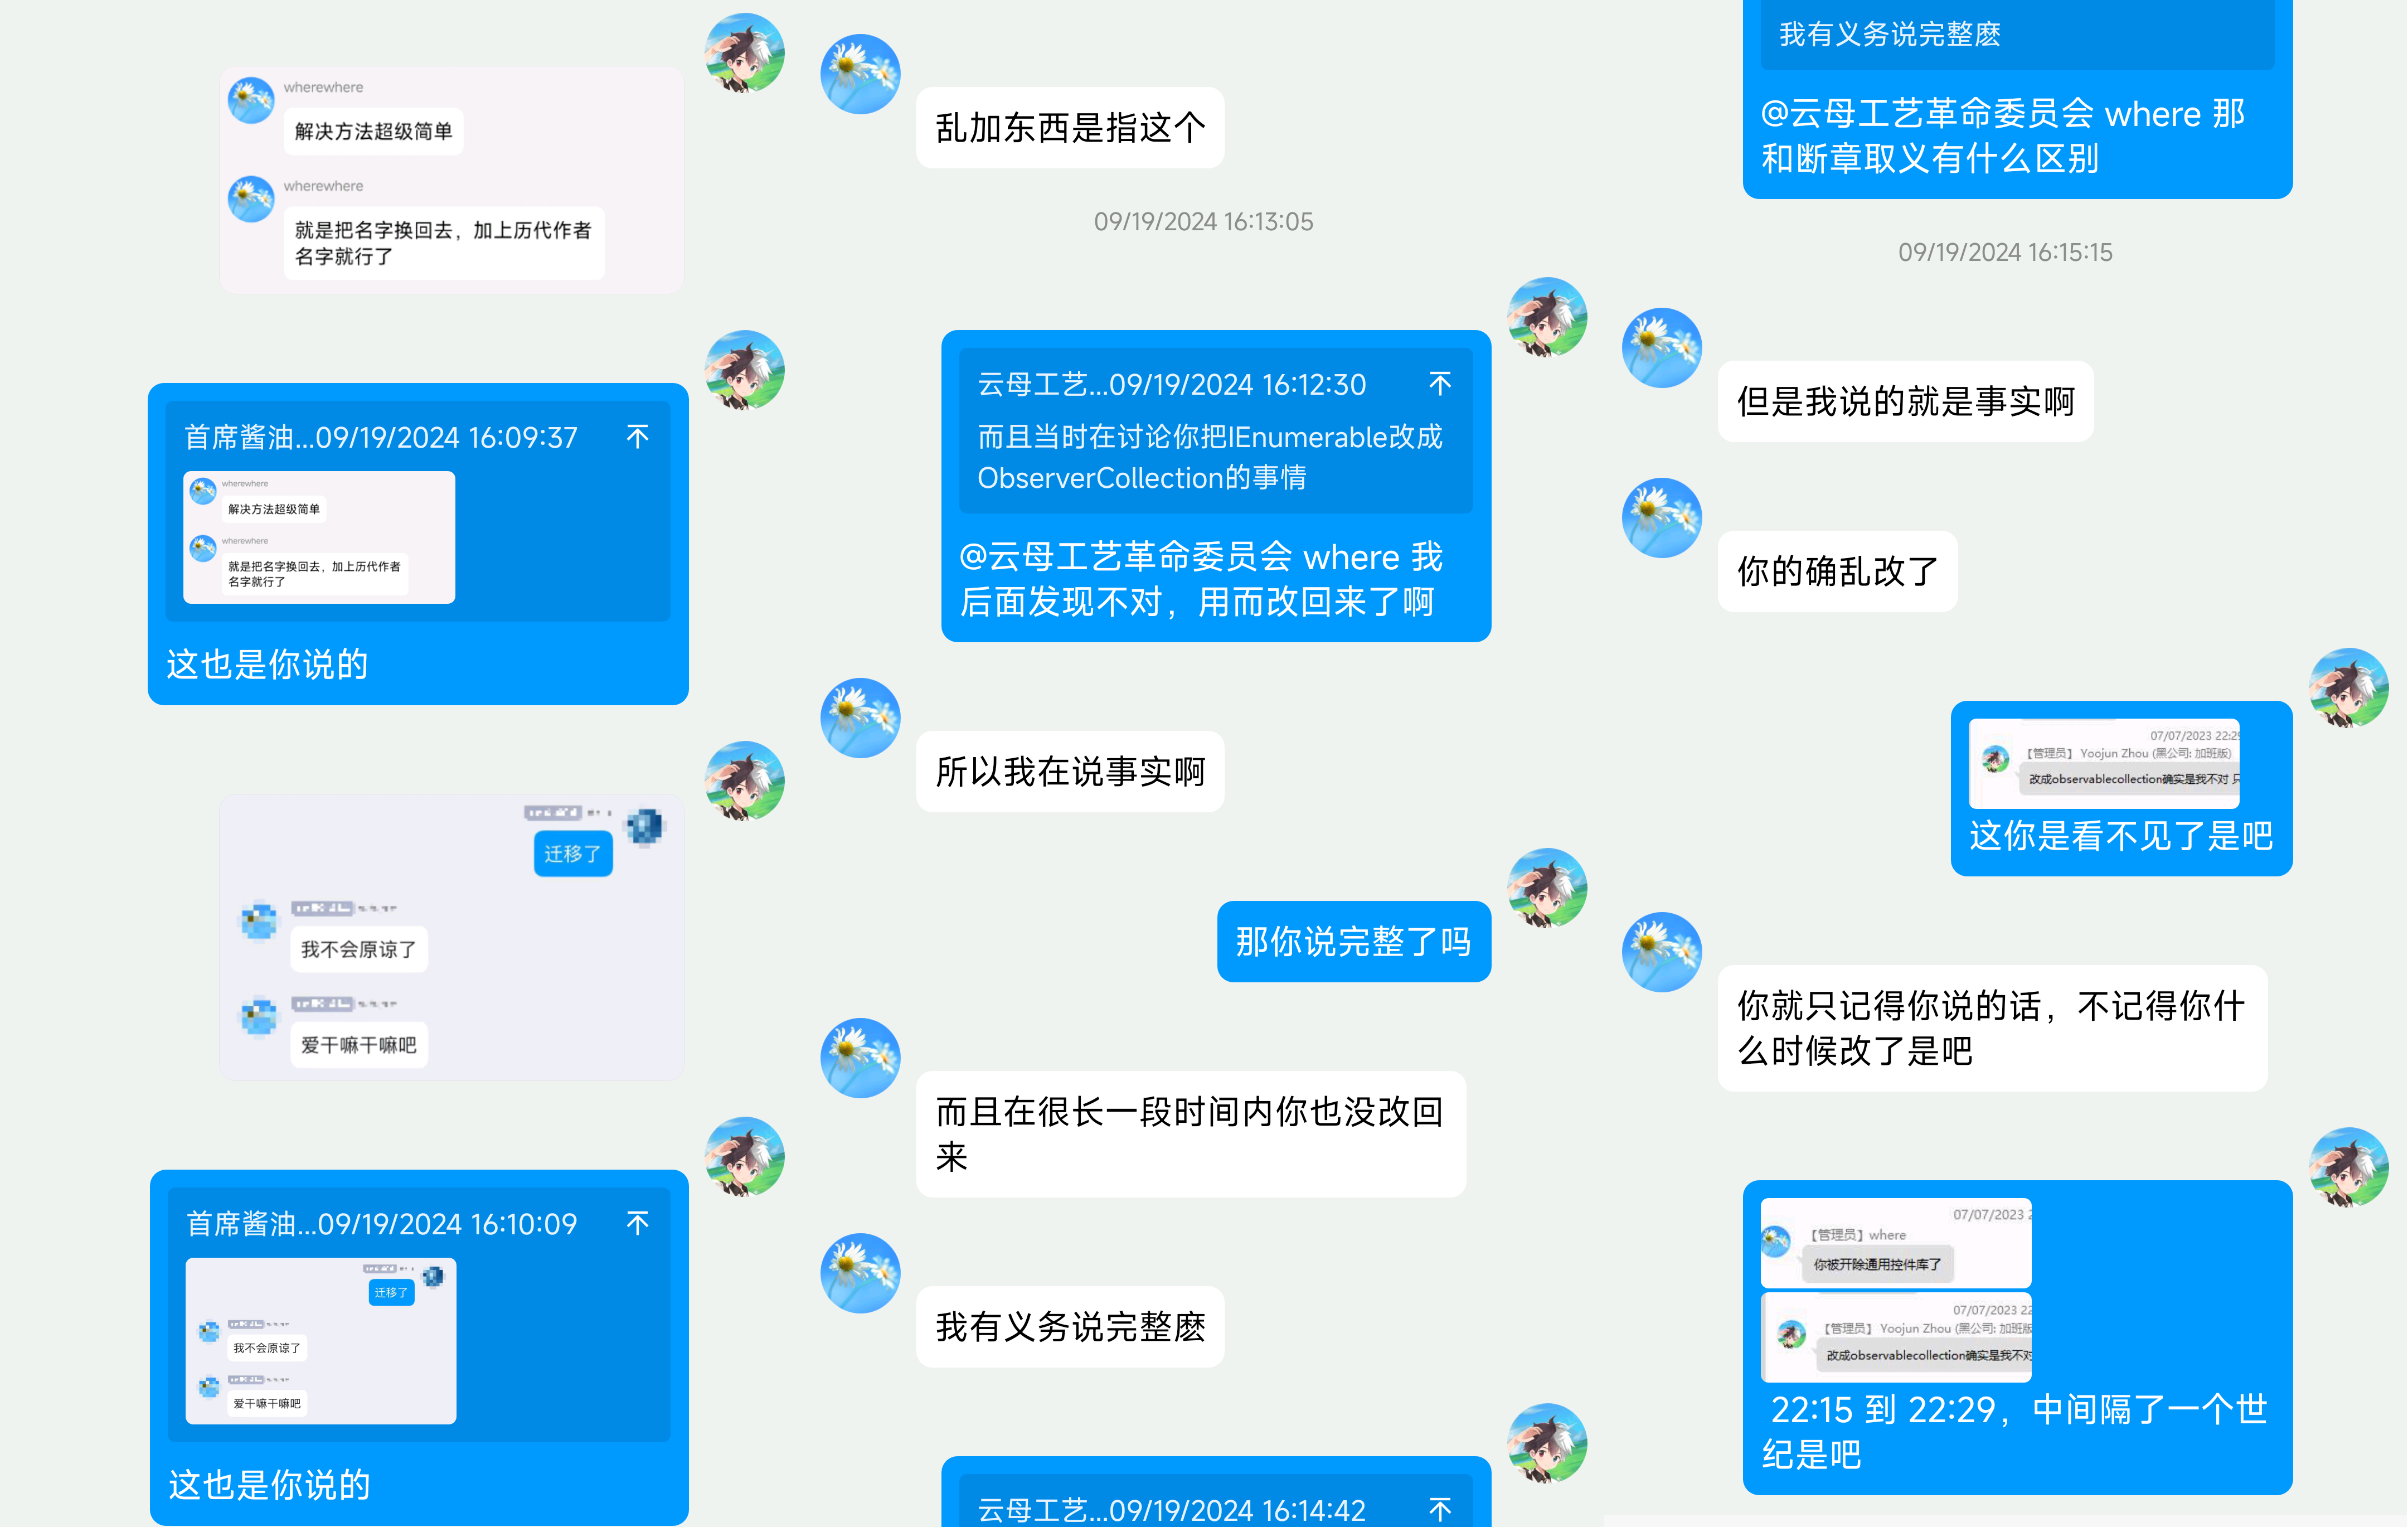 wherewhere
解决方法超级简单
wherewhere
就是把名字换回去，加上历代作者
名字就行了
首席酱油...09/19/2024 16:09:37
wherewhere
解决方法超级简单
wherewhere
就是把名字换回去，加上历代作者
名字就行了
这也是你说的
迁移了
我不会原谅了
爱干嘛干嘛吧
首席酱油...09/19/2024 16:10:09
迁移了
我不会原谅了
爱干嘛干嘛吧
这也是你说的
乱加东西是指这个
09/19/2024 16:13:05
云母工艺...09/19/2024 16:12:30
而且当时在讨论你把IEnumerable改成
ObserverCollection的事情
@云母工艺革命委员会 where 我
后面发现不对，用而改回来了啊
所以我在说事实啊
那你说完整了吗
而且在很长一段时间内你也没改回
来
我有义务说完整麽
云母工艺...09/19/2024 16:14:42
我有义务说完整麽
@云母工艺革命委员会 where 那
和断章取义有什么区别
09/19/2024 16:15:15
但是我说的就是事实啊
你的确乱改了
07/07/2023 22:29
【管理员】 Yoojun Zhou (黑公司: 加班版)
改成observablecollection确实是我不对 只
这你是看不见了是吧
你就只记得你说的话，不记得你什
么时候改了是吧
07/07/2023 2
【管理员】where
你被开除通用控件库了
07/07/2023 22
【管理员】 Yoojun Zhou (黑公司: 加班版
改成observablecollection确实是我不对
22:15 到 22:29，中间隔了一个世
纪是吧